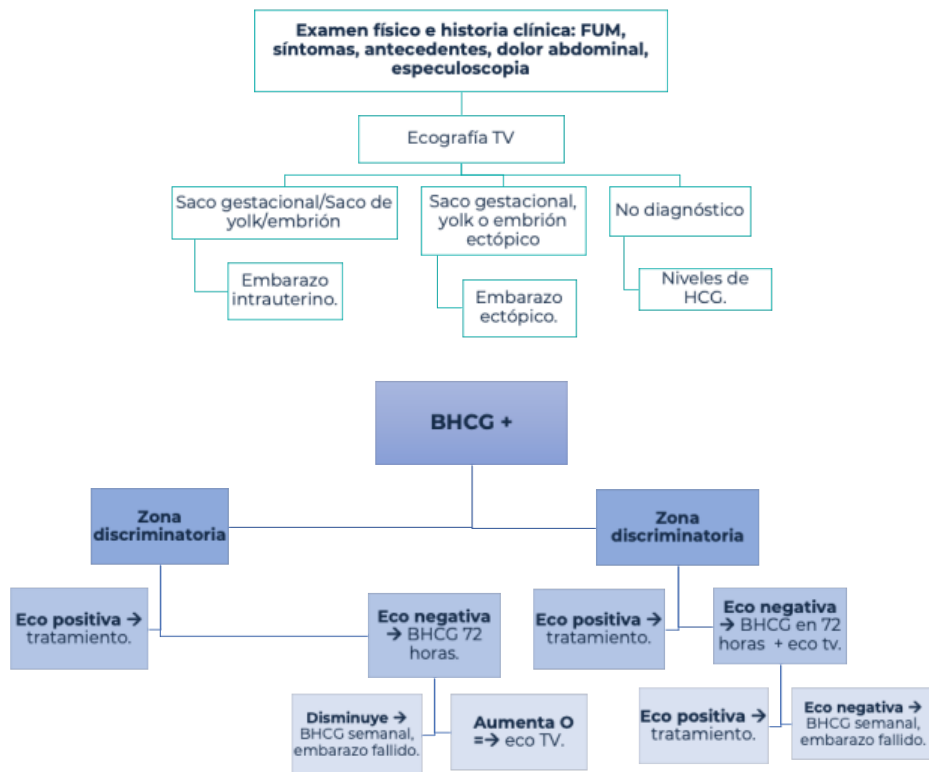 Examen físico e historia clínica: FUM,
síntomas, antecedentes, dolor abdominal,
especuloscopia
Ecografía TV
Saco gestacional/Saco de
yolk/embrión
Embarazo
intrauterino.
Saco gestacional,
yolk o embrión
ectópico
Embarazo
ectópico.
No diagnóstico
Niveles de
HCG.
BHCG +
Zona
discriminatoria
Eco positiva →
tratamiento.
Eco negativa
→ BHCG 72
horas.
Disminuye →
BHCG semanal,
embarazo fallido.
Aumenta O
=→ eco TV.
Zona
discriminatoria
Eco positiva →
tratamiento.
Eco negativa
→ BHCG en 72
horas + eco tv.
Eco positiva →
tratamiento.
Eco negativa →
BHCG semanal,
embarazo fallido.